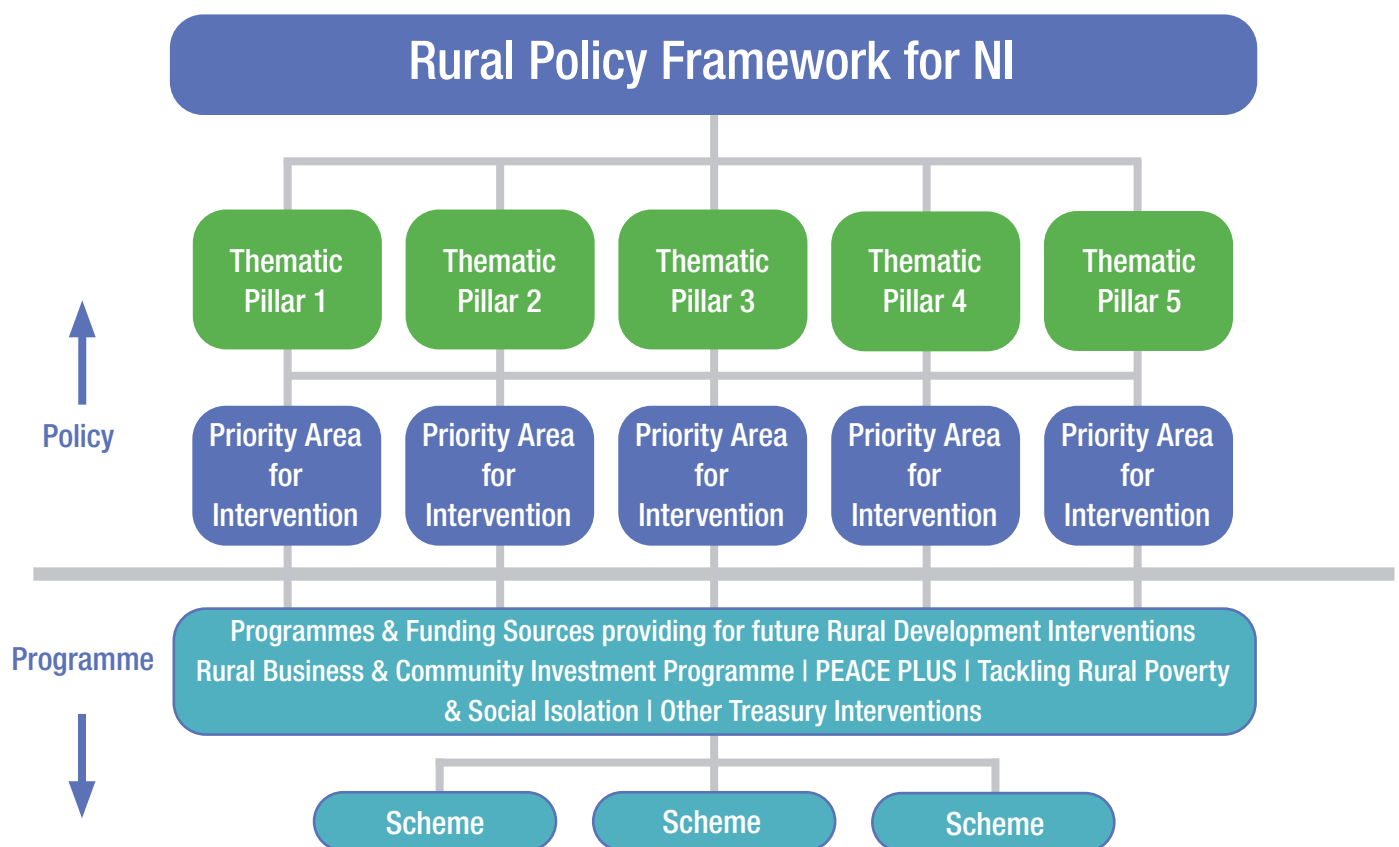 Rural Policy Framework for NI
Thematic
Pillar 1
Thematic
Pillar 2
Thematic
Pillar 3
Thematic
Pillar 4
Thematic
Pillar 5
Policy
Priority Area
for
Intervention
Priority Area
for
Intervention
Priority Area
for
Intervention
Priority Area
for
Intervention
Priority Area
for
Intervention
Programme
Programmes & Funding Sources providing for future Rural Development Interventions
Rural Business & Community Investment Programme | PEACE PLUS | Tackling Rural Poverty
& Social Isolation | Other Treasury Interventions
Scheme
Scheme
Scheme